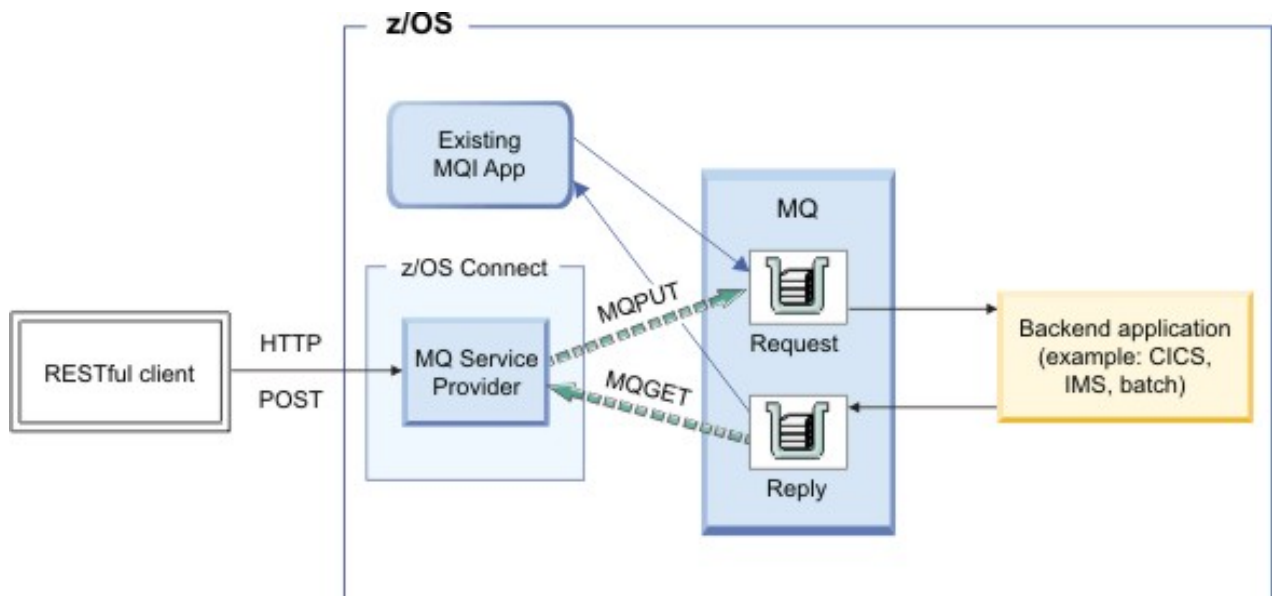 z/OS
Existing
MQI App
MQ
z/OS Connect
MQPUT
HTTP
RESTful client
MQ Service
Provider
Request
Backend application
(example: CICS,
IMS, batch)
POST
MQGET
Reply